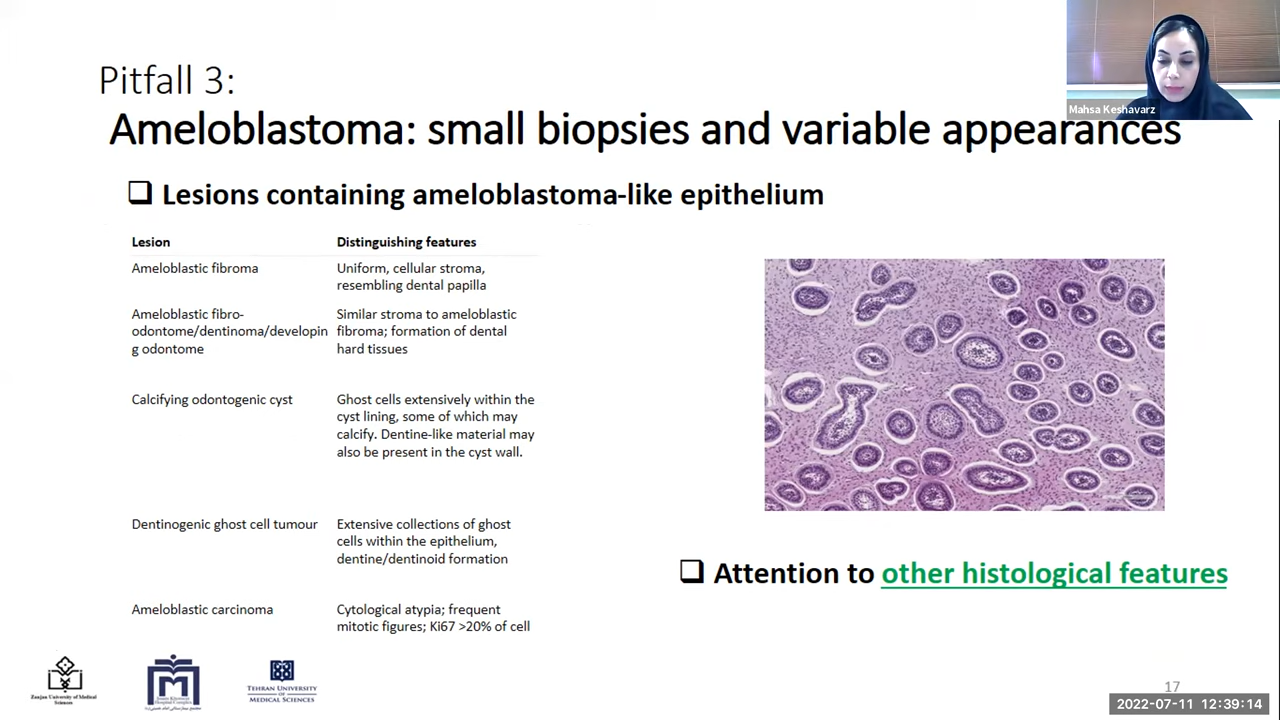 Mahsa Keshavarz
Pitfall 3:
Ameloblastoma: small biopsies and variable appearances
Lesions containing ameloblastoma-like epithelium
Lesion Distinguishing features
Ameloblastic fibroma Uniform, cellular stroma,
resembling dental papilla
Ameloblastic fibro- Similar stroma to ameloblastic
odontome/dentinoma/developin fibroma; formation of dental
g odontome hard tissues
Calcifying odontogenic cyst Ghost cells extensively within the
cyst lining, some of which may
calcify. Dentine-like material may
also be present in the cyst wall.
Dentinogenic ghost cell tumour Extensive collections of ghost
cells within the epithelium,
dentine/dentinoid formation
Ameloblastic carcinoma Cytological atypia; frequent
mitotic figures; Ki67 >20% of cell
Attention to other histological features
Zanjan University of Medical
Sciences
Hospital Complex
TEHRAN UNIVERSITY
OF
MEDICAL SCIENCES
17
2022-07-11 12:39:14